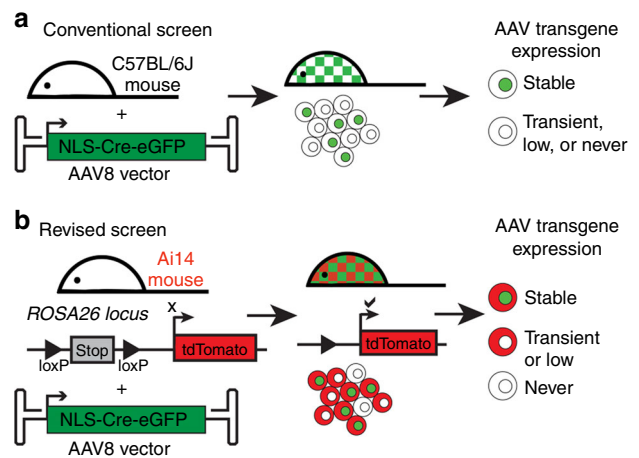 a
Conventional screen
C57BL/6J
mouse
+
NLS-Cre-eGFP
AAV8 vector
AAV transgene
expression
Stable
Transient,
low, or never
b
Revised screen
Ai14
mouse
ROSA26 locus
x
Stop
tdTomato
loxP
loxP
+
NLS-Cre-eGFP
AAV8 vector
tdTomato
AAV transgene
expression
Stable
Transient
or low
Never